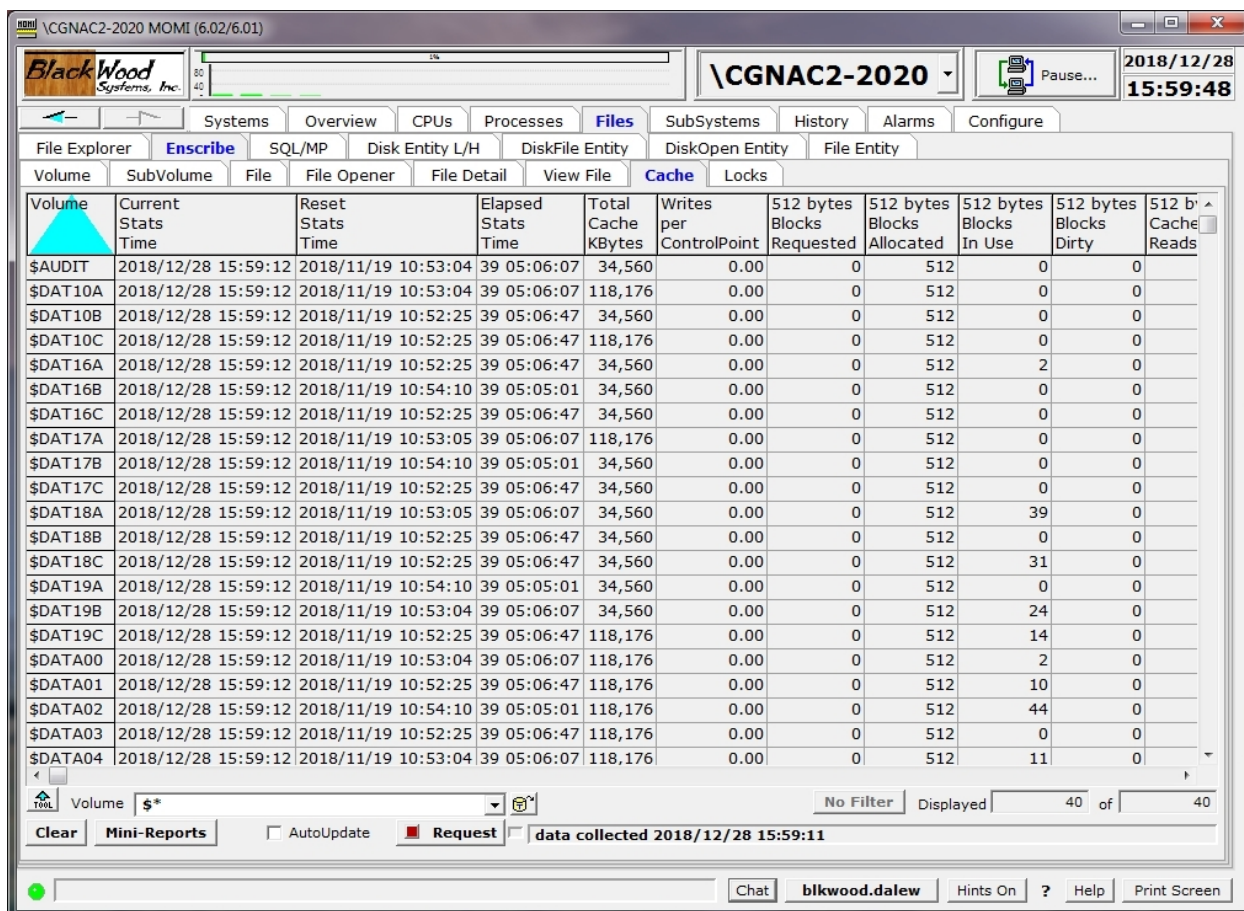 MOMI \CGNAC2-2020 MOMI (6.02/6.01)
BlackWood
Systems, Inc.
80
40
1%
\CGNAC2-2020
Pause...
2018/12/28
15:59:48
Systems Overview CPUs Processes Files SubSystems History Alarms Configure
File Explorer Enscribe SQL/MP Disk Entity L/H DiskFile Entity DiskOpen Entity File Entity
Volume SubVolume File File Opener File Detail View File Cache Locks
Volume Current Reset Elapsed Total Writes 512 bytes 512 bytes 512 bytes 512 bytes 512 by
Stats Stats Stats Cache per Blocks Blocks Blocks Blocks Cache
Time Time Time KBytes ControlPoint Requested Allocated In Use Dirty Reads
$AUDIT 2018/12/28 15:59:12 2018/11/19 10:53:04 39 05:06:07 34,560 0.00 0 512 0 0
$DAT10A 2018/12/28 15:59:12 2018/11/19 10:53:04 39 05:06:07 118,176 0.00 0 512 0 0
$DAT10B 2018/12/28 15:59:12 2018/11/19 10:52:25 39 05:06:47 34,560 0.00 0 512 0 0
$DAT10C 2018/12/28 15:59:12 2018/11/19 10:52:25 39 05:06:47 118,176 0.00 0 512 0 0
$DAT16A 2018/12/28 15:59:12 2018/11/19 10:52:25 39 05:06:47 34,560 0.00 0 512 2 0
$DAT16B 2018/12/28 15:59:12 2018/11/19 10:54:10 39 05:05:01 34,560 0.00 0 512 0 0
$DAT16C 2018/12/28 15:59:12 2018/11/19 10:52:25 39 05:06:47 34,560 0.00 0 512 0 0
$DAT17A 2018/12/28 15:59:12 2018/11/19 10:53:05 39 05:06:07 118,176 0.00 0 512 0 0
$DAT17B 2018/12/28 15:59:12 2018/11/19 10:54:10 39 05:05:01 34,560 0.00 0 512 0 0
$DAT17C 2018/12/28 15:59:12 2018/11/19 10:52:25 39 05:06:47 34,560 0.00 0 512 0 0
$DAT18A 2018/12/28 15:59:12 2018/11/19 10:53:05 39 05:06:07 34,560 0.00 0 512 39 0
$DAT18B 2018/12/28 15:59:12 2018/11/19 10:52:25 39 05:06:47 34,560 0.00 0 512 0 0
$DAT18C 2018/12/28 15:59:12 2018/11/19 10:52:25 39 05:06:47 34,560 0.00 0 512 31 0
$DAT19A 2018/12/28 15:59:12 2018/11/19 10:54:10 39 05:05:01 34,560 0.00 0 512 0 0
$DAT19B 2018/12/28 15:59:12 2018/11/19 10:53:04 39 05:06:07 34,560 0.00 0 512 24 0
$DAT19C 2018/12/28 15:59:12 2018/11/19 10:52:25 39 05:06:47 118,176 0.00 0 512 14 0
$DATA00 2018/12/28 15:59:12 2018/11/19 10:53:04 39 05:06:07 118,176 0.00 0 512 2 0
$DATA01 2018/12/28 15:59:12 2018/11/19 10:52:25 39 05:06:47 118,176 0.00 0 512 10 0
$DATA02 2018/12/28 15:59:12 2018/11/19 10:54:10 39 05:05:01 118,176 0.00 0 512 44 0
$DATA03 2018/12/28 15:59:12 2018/11/19 10:52:25 39 05:06:47 118,176 0.00 0 512 0 0
$DATA04 2018/12/28 15:59:12 2018/11/19 10:53:04 39 05:06:07 118,176 0.00 0 512 11 0
TOOL Volume $* No Filter Displayed 40 of 40
Clear Mini-Reports AutoUpdate Request data collected 2018/12/28 15:59:11
Chat blkwood.dalew Hints On ? Help Print Screen